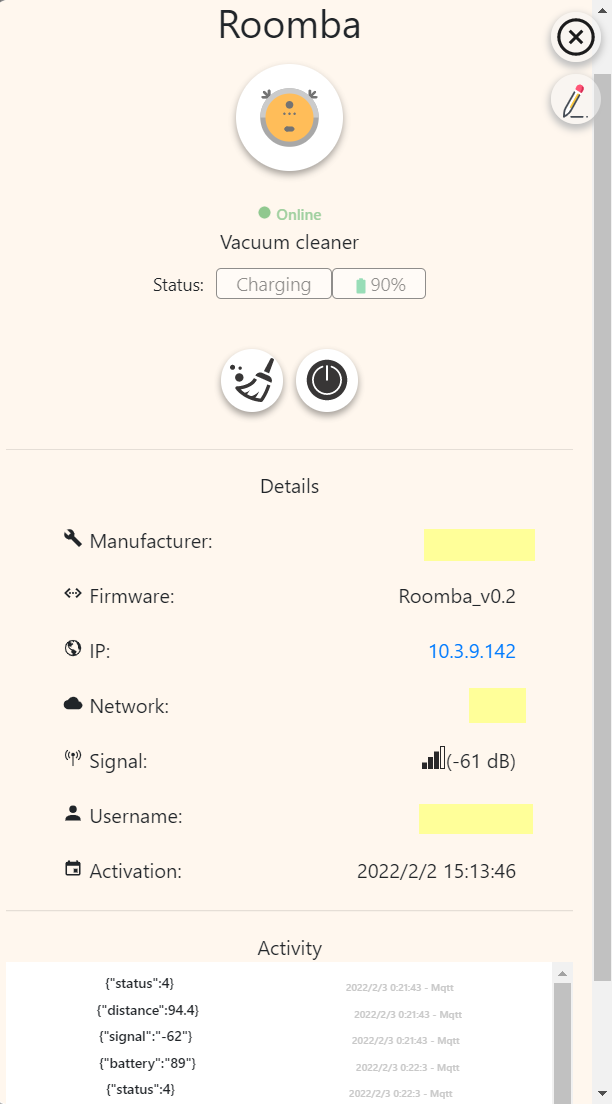 Roomba
Online
Vacuum cleaner
Status: Charging 90%
Details
Manufacturer:
Firmware: Roomba_v0.2
IP: 10.3.9.142
Network:
Signal: (-61 dB)
Username:
Activation: 2022/2/2 15:13:46
Activity
{"status":4} 2022/2/3 0:21:43 - Mqtt
{"distance":94.4} 2022/2/3 0:21:43 - Mqtt
{"signal":"-62"} 2022/2/3 0:21:43 - Mqtt
{"battery":"89"} 2022/2/3 0:22:3 - Mqtt
{"status":4} 2022/2/3 0:22:3 - Mqtt